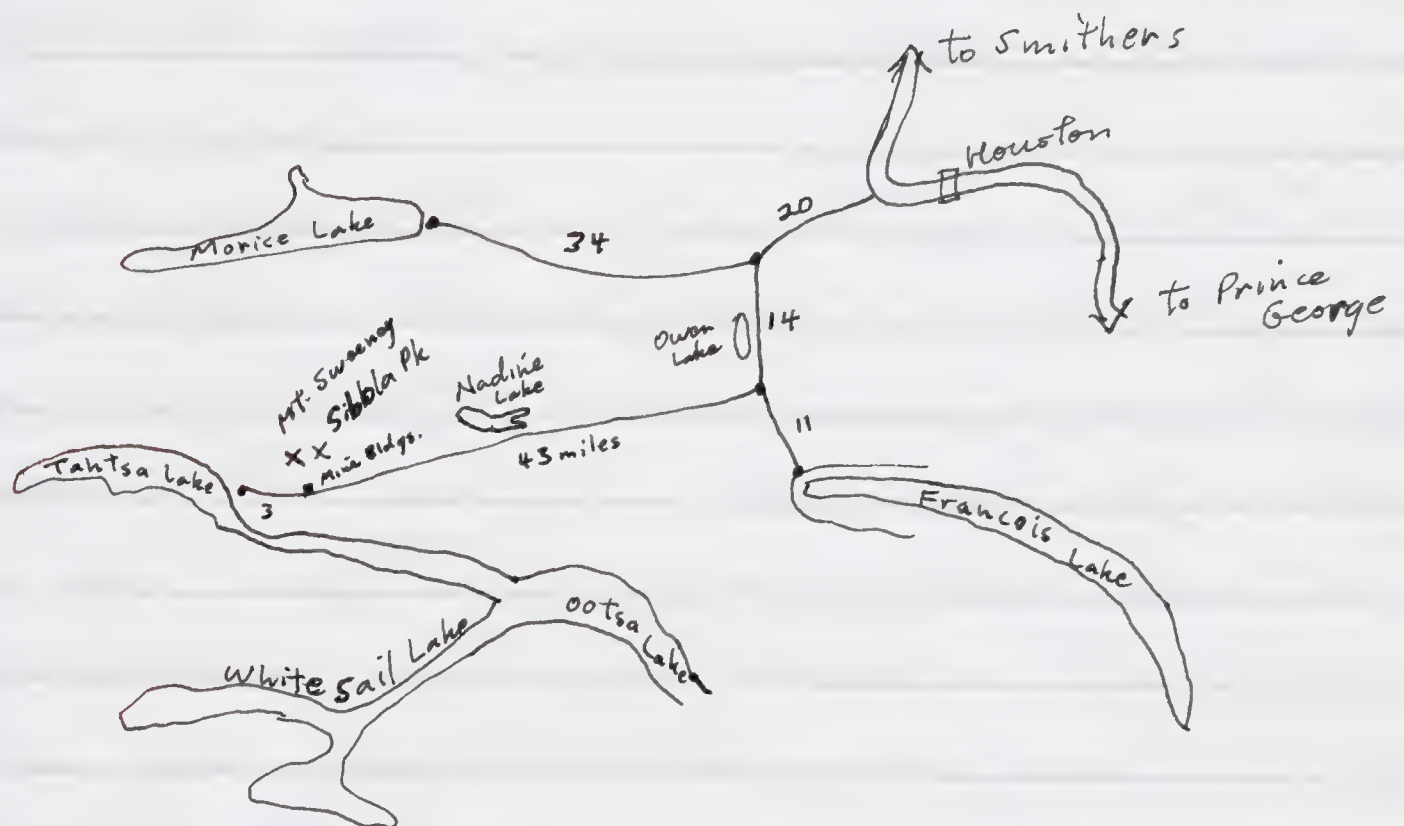 to Smithers
Houston
20
Morice Lake
34
to Prince
George
Owen
Lake
14
Mt. Sweeney
Sibola Pk
Nadine
Lake
x x
Min. Bldgs.
11
43 miles
Tahtsa Lake
3
Francois Lake
Ootsa Lake
White Sail Lake